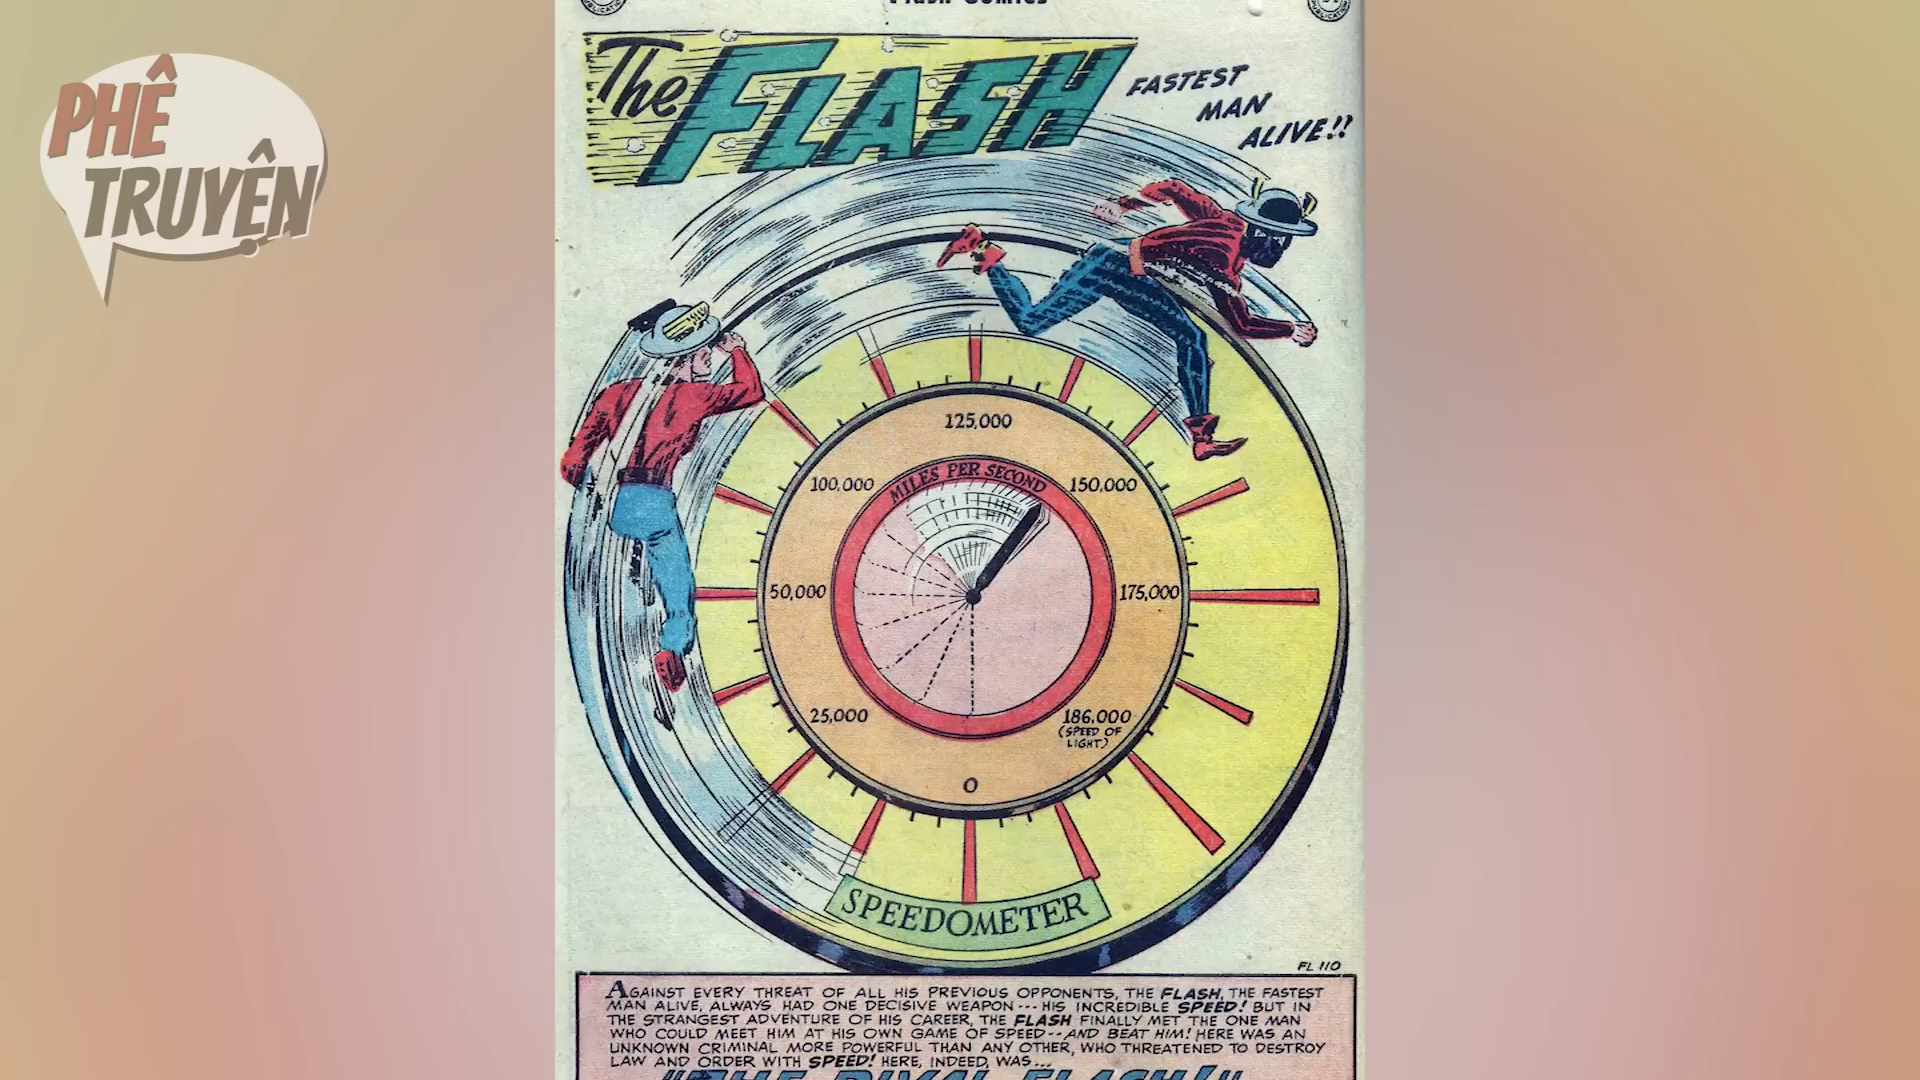 Flash Comics
PHÊ
TRUYỆN
The FLASH
FASTEST
MAN
ALIVE!!
125,000
100,000
MILES PER SECOND
150,000
50,000
175,000
25,000
186,000
(SPEED OF
LIGHT)
0
SPEEDOMETER
FL 110
AGAINST EVERY THREAT OF ALL HIS PREVIOUS OPPONENTS, THE FLASH, THE FASTEST
MAN ALIVE, ALWAYS HAD ONE DECISIVE WEAPON --- HIS INCREDIBLE SPEED! BUT IN
THE STRANGEST ADVENTURE OF HIS CAREER, THE FLASH FINALLY MET THE ONE MAN
WHO COULD MEET HIM AT HIS OWN GAME OF SPEED-- AND BEAT HIM! HERE WAS AN
UNKNOWN CRIMINAL MORE POWERFUL THAN ANY OTHER, WHO THREATENED TO DESTROY
LAW AND ORDER WITH SPEED! HERE, INDEED, WAS...
"THE RIVAL FLASH!"